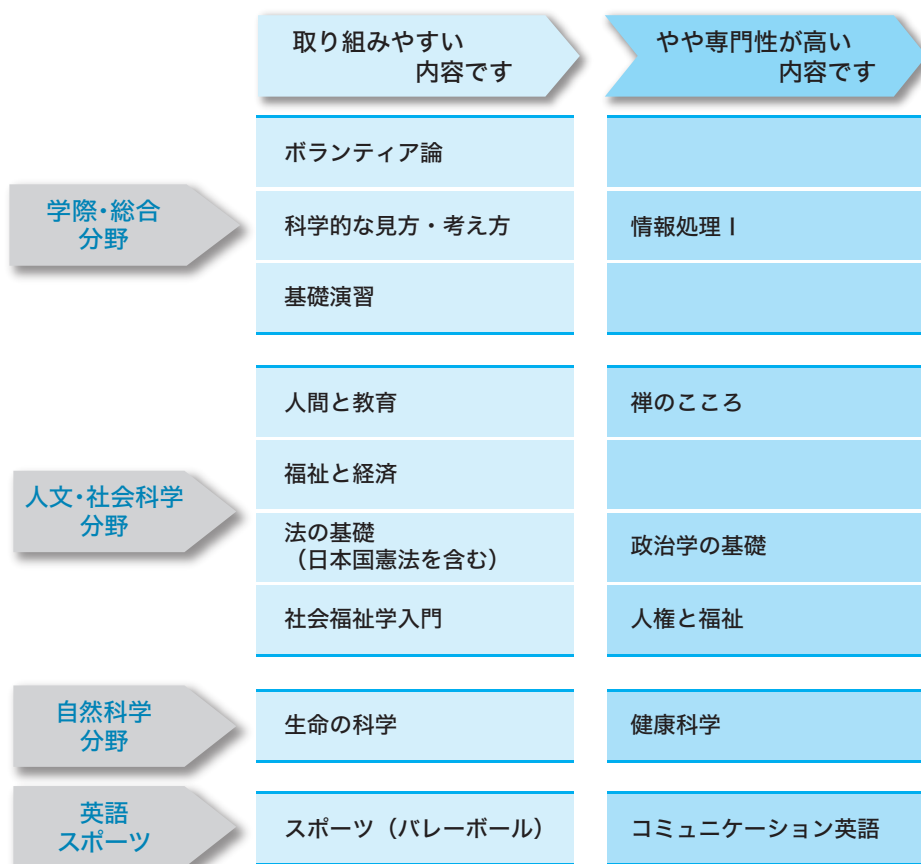 取り組みやすい
内容です
やや専門性が高い
内容です
学際・総合
分野
ボランティア論
科学的な見方・考え方
情報処理Ⅰ
基礎演習
人文・社会科学
分野
人間と教育
禅のこころ
福祉と経済
法の基礎
（日本国憲法を含む）
政治学の基礎
社会福祉学入門
人権と福祉
自然科学
分野
生命の科学
健康科学
英語
スポーツ
スポーツ（バレーボール）
コミュニケーション英語